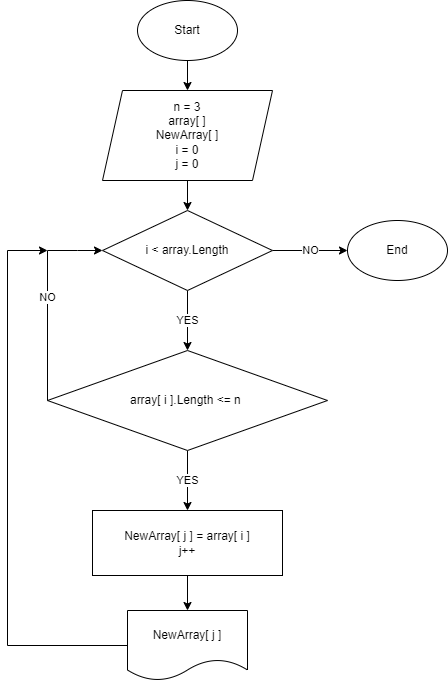 Start
n = 3
array[ ]
NewArray[ ]
i = 0
j = 0
i < array.Length
NO
End
YES
NO
array[ i ].Length <= n
YES
NewArray[ j ] = array[ i ]
j++
NewArray[ j ]